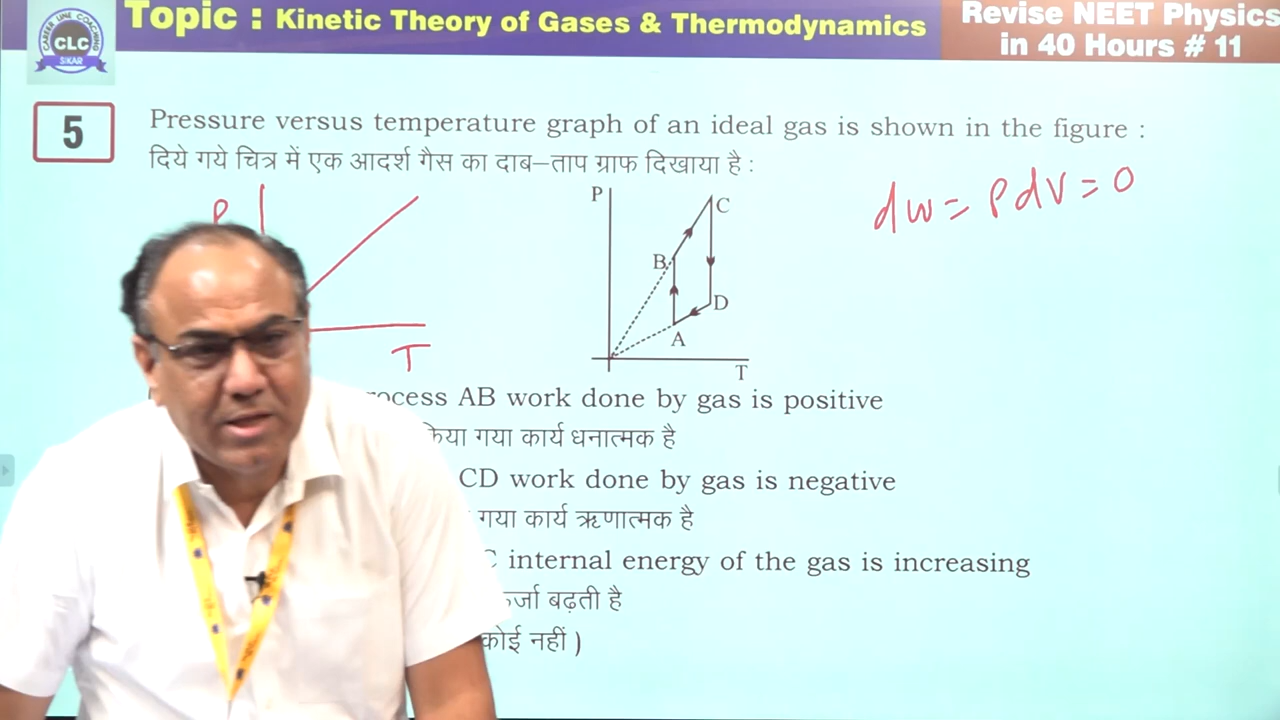 Topic : Kinetic Theory of Gases & Thermodynamics
Revise NEET Physics
in 40 Hours # 11
CAREER LINE COACHING
CLC
SIKAR
5
Pressure versus temperature graph of an ideal gas is shown in the figure :
दिये गये चित्र में एक आदर्श गैस का दाब–ताप ग्राफ दिखाया है :
P
T
P
C
B
D
A
T
dw = PdV = 0
AB work done by gas is positive
किया गया कार्य धनात्मक है
CD work done by gas is negative
गया कार्य ऋणात्मक है
internal energy of the gas is increasing
बढ़ती है
कोई नहीं )